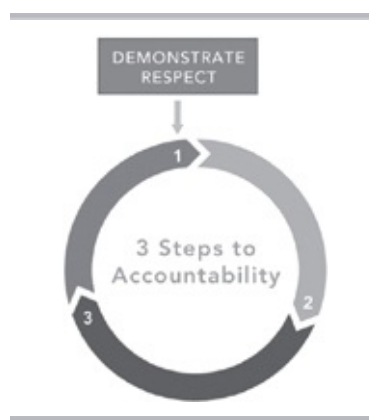 DEMONSTRATE
RESPECT
1
3 Steps to
Accountability
2
3